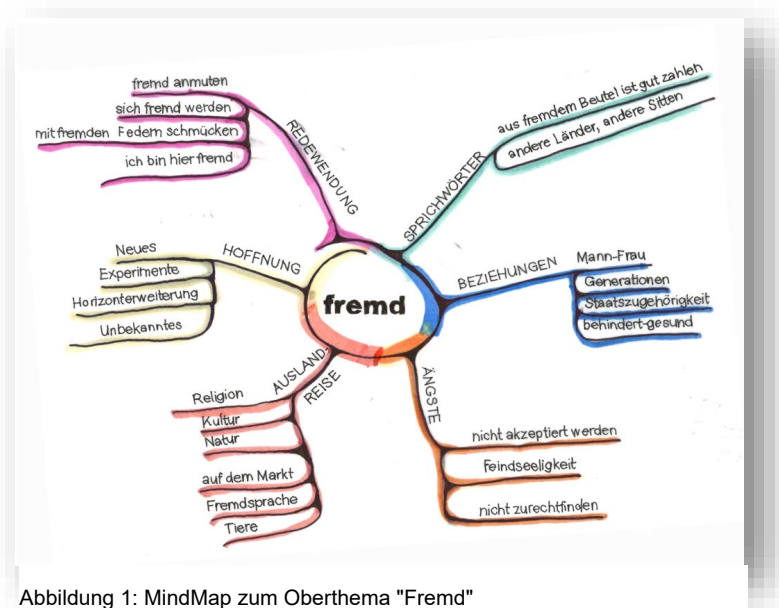 fremd anmuten
sich fremd werden
mit fremden Federn schmücken
ich bin hier fremd
REDEWENDUNG
aus fremdem Beutel ist gut zahlen
andere Länder, andere Sitten
SPRICHWÖRTER
Neues
Experimente
Horizonterweiterung
Unbekanntes
HOFFNUNG
fremd
BEZIEHUNGEN
Mann-Frau
Generationen
Staatszugehörigkeit
behindert-gesund
AUSLAND-
REISE
Religion
Kultur
Natur
auf dem Markt
Fremdsprache
Tiere
ÄNGSTE
nicht akzeptiert werden
Feindseeligkeit
nicht zurechtfinden
Abbildung 1: MindMap zum Oberthema "Fremd"